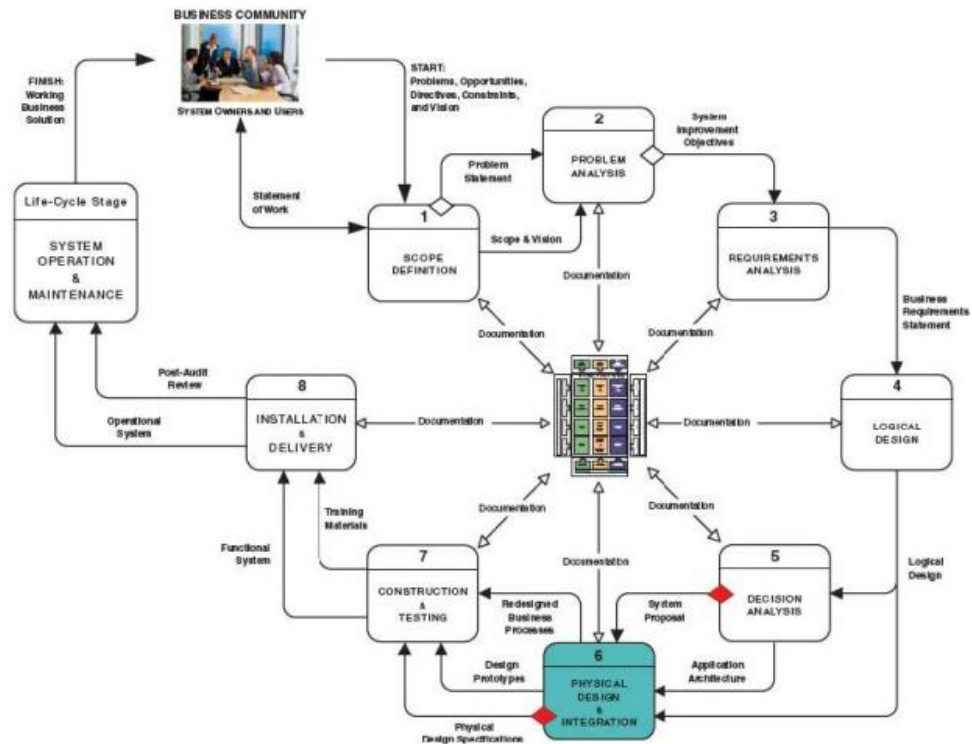 BUSINESS COMMUNITY
SYSTEM OWNERS AND USERS
FINISH:
Working
Business
Solution
START:
Problems, Opportunities,
Directives, Constraints,
and Vision
Statement
of Work
Problem
Statement
2
PROBLEM
ANALYSIS
System
Improvement
Objectives
Life-Cycle Stage
SYSTEM
OPERATION
&
MAINTENANCE
1
SCOPE
DEFINITION
Scope & Vision
3
REQUIREMENTS
ANALYSIS
Documentation
Documentation
Documentation
Business
Requirements
Statement
Post-Audit
Review
Operational
System
8
INSTALLATION
&
DELIVERY
Documentation
Documentation
4
LOGICAL
DESIGN
Training
Materials
Functional
System
Documentation
Documentation
Documentation
7
CONSTRUCTION
&
TESTING
Redesigned
Business
Processes
System
Proposal
5
DECISION
ANALYSIS
Logical
Design
Design
Prototypes
6
PHYSICAL
DESIGN
&
INTEGRATION
Application
Architecture
Physical
Design Specifications